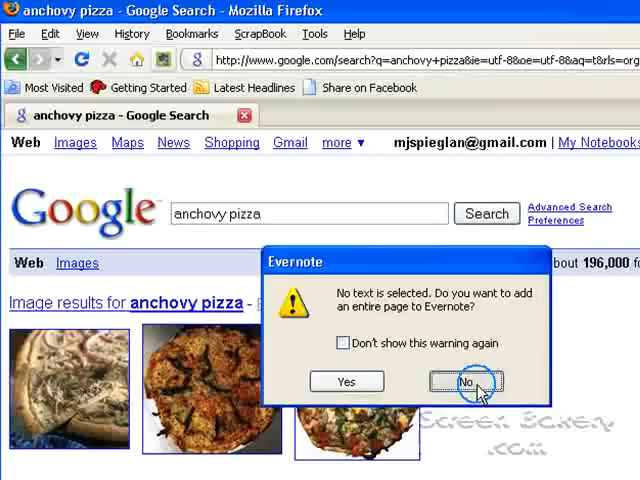 anchovy pizza - Google Search - Mozilla Firefox
File Edit View History Bookmarks ScrapBook Tools Help
http://www.google.com/search?q=anchovy+pizza&ie=utf-8&oe=utf-8&aq=t&rls=org
Most Visited Getting Started Latest Headlines Share on Facebook
anchovy pizza - Google Search
Web Images Maps News Shopping Gmail more ▼ mjspieglan@gmail.com | My Notebooks
Google
anchovy pizza
Search
Advanced Search
Preferences
Web Images
bout 196,000 fo
Image results for anchovy pizza -
Evernote
No text is selected. Do you want to add
an entire page to Evernote?
Don't show this warning again
Yes No
Screen Bakery
.com